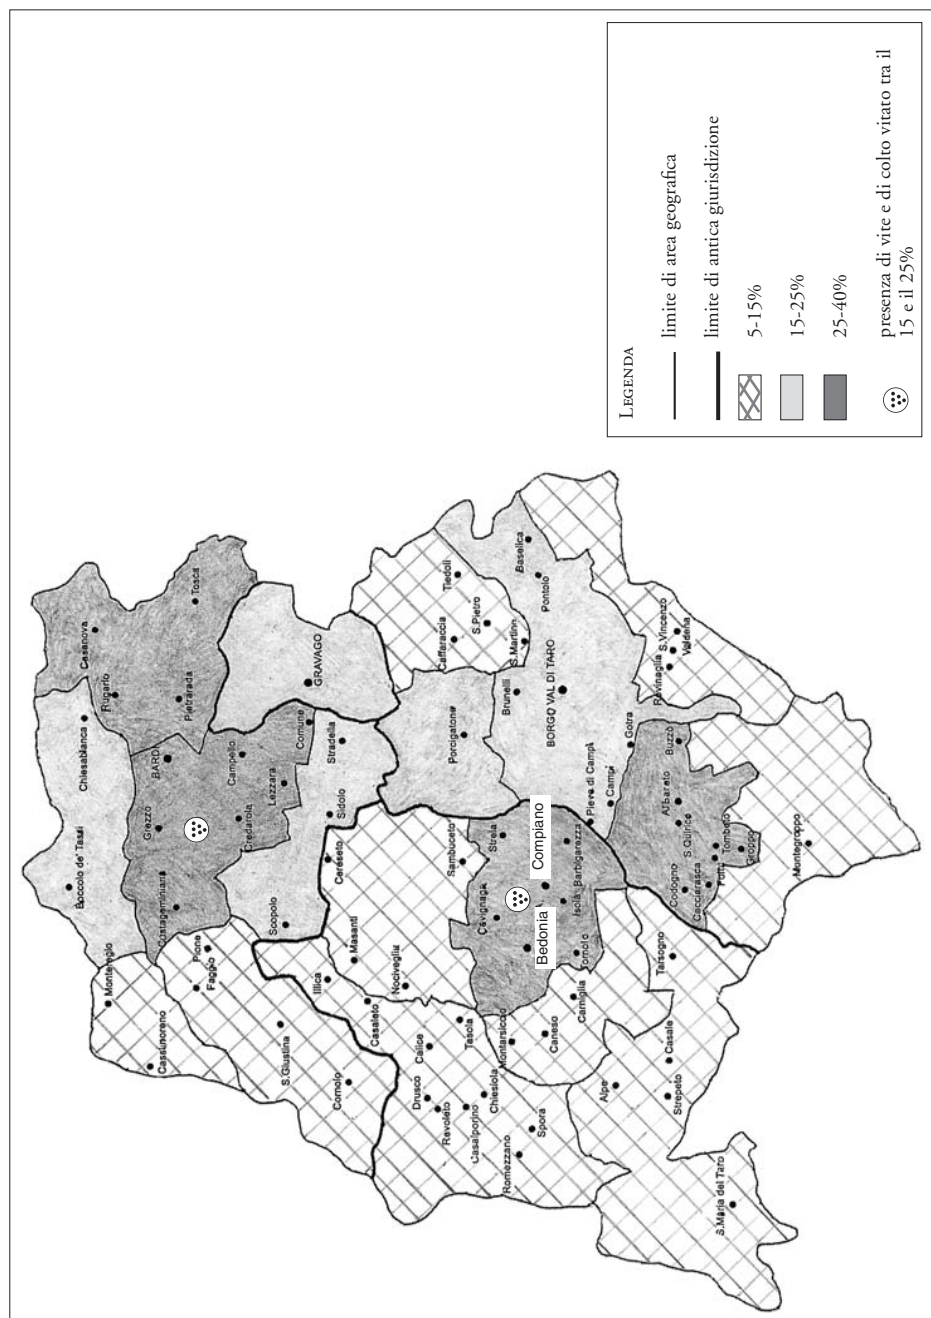 LEGENDA
limite di area geografica
limite di antica giurisdizione
5-15%
15-25%
25-40%
presenza di vite e di colto vitato tra il
15 e il 25%
Casanova
Tosca
Rugarlo
Pietrarada
Chiesabianca
Boccolo de' Tassi
BARDI
Grezzo
Campello
Comune
Lezzara
Credarola
Costageminiana
GRAVAGO
Stradella
Sidolo
Scopolo
Cereseto
Monteregio
Cassimoreno
Pione
Faggio
S.Giustina
Cornolo
Masanti
Illica
Nociveglia
Casaleto
Sambuceto
Strela
Cavignaga
Compiano
Bedonia
Isola
Barbigarezza
Tornolo
Calice
Tasola
Drusco
Revoleto
Casalporino
Chiesiola
Romezzano
Spora
Montarsiccio
Caneso
Carniglia
Alpe
Casale
Strepeto
Tarsogno
S.Maria del Taro
Tiedoli
Caffaraccia
S.Pietro
S.Martino
Porcigatone
Brunelli
Baselica
Pontolo
BORGO VAL DI TARO
Pieve di Campi
Campi
Gotra
Rovinaglia
S.Vincenzo
Valdena
Buzzò
Albareto
S.Quirico
Codogno
Cacciarasca
Tombeto
Groppo
Montegroppo